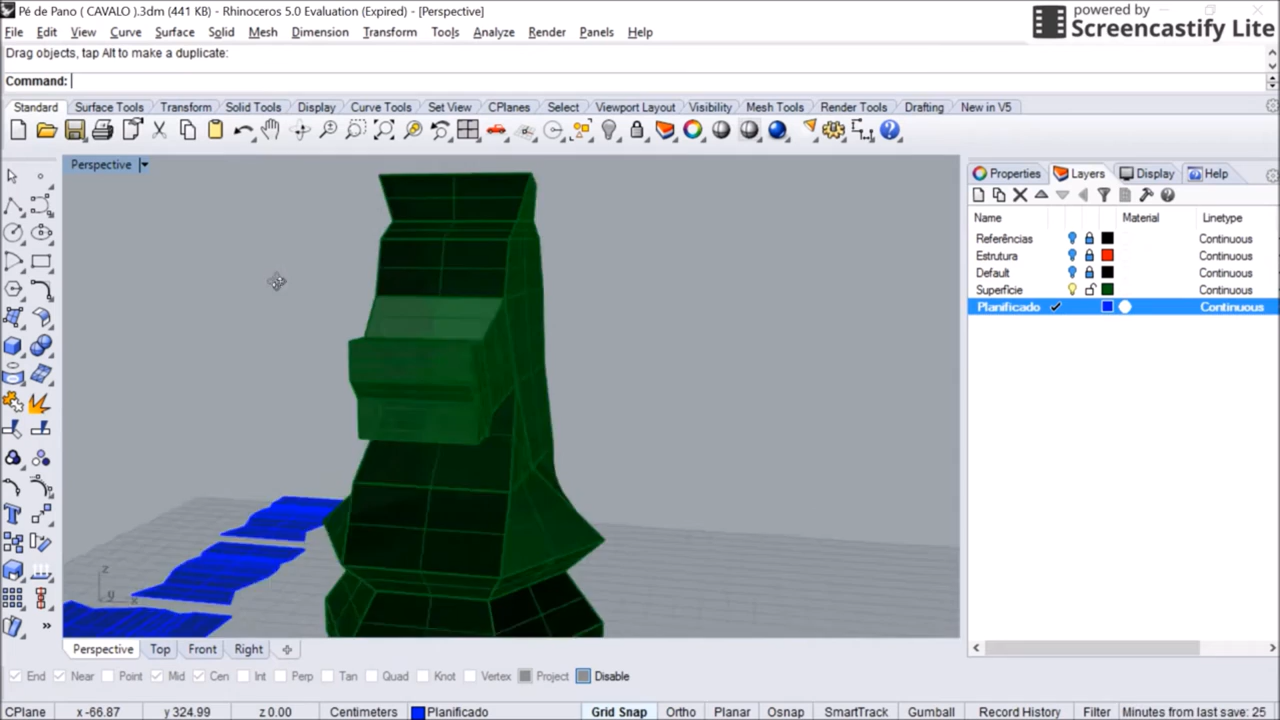 Pé de Pano ( CAVALO ).3dm (441 KB) - Rhinoceros 5.0 Evaluation (Expired) - [Perspective]
powered by
Screencastify Lite
File Edit View Curve Surface Solid Mesh Dimension Transform Tools Analyze Render Panels Help
Drag objects, tap Alt to make a duplicate:
Command:
Standard Surface Tools Transform Solid Tools Display Curve Tools Set View CPlanes Select Viewport Layout Visibility Mesh Tools Render Tools Drafting New in V5
Perspective
Properties Layers Display Help
Name Material Linetype
Referências Continuous
Estrutura Continuous
Default Continuous
Superfície Continuous
Planificado Continuous
z
y x
Perspective Top Front Right
End Near Point Mid Cen Int Perp Tan Quad Knot Vertex Project Disable
CPlane x -66.87 y 324.99 z 0.00 Centimeters Planificado Grid Snap Ortho Planar Osnap SmartTrack Gumball Record History Filter Minutes from last save: 25